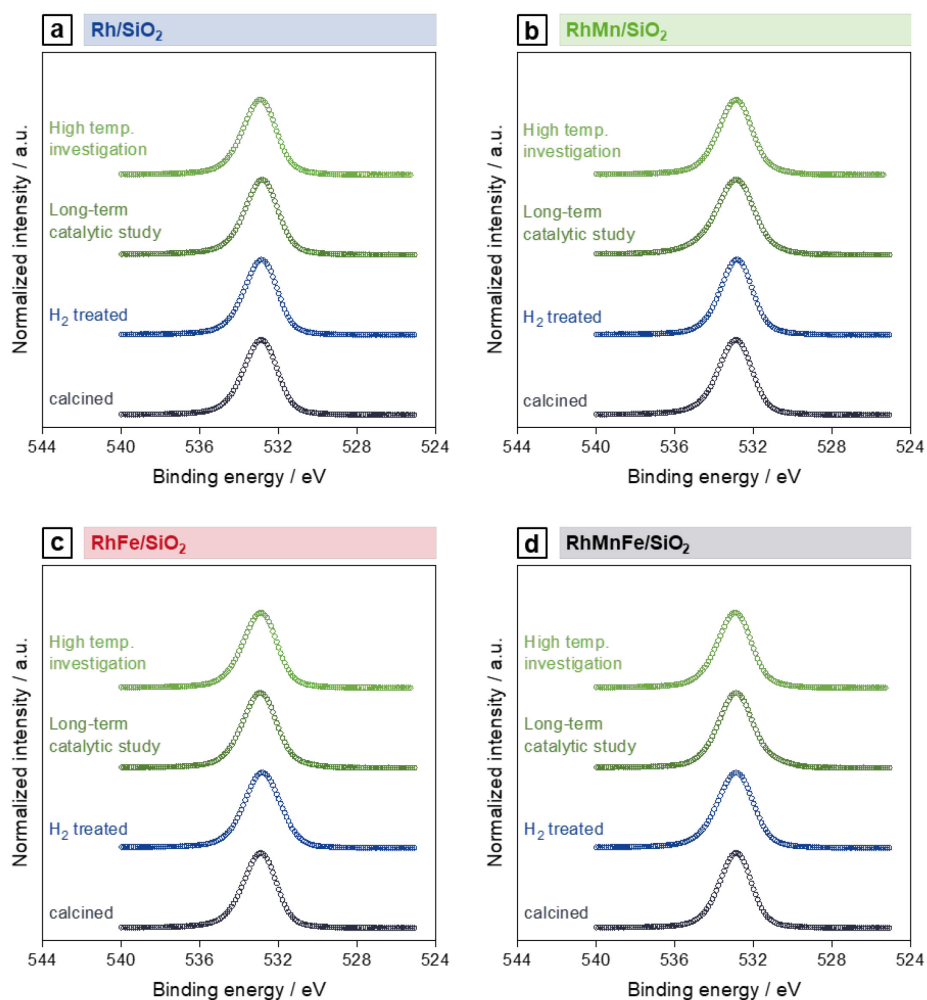 a Rh/SiO₂
Normalized intensity / a.u.
High temp.
investigation
Long-term
catalytic study
H₂ treated
calcined
544 540 536 532 528 524
Binding energy / eV
b RhMn/SiO₂
Normalized intensity / a.u.
High temp.
investigation
Long-term
catalytic study
H₂ treated
calcined
544 540 536 532 528 524
Binding energy / eV
c RhFe/SiO₂
Normalized intensity / a.u.
High temp.
investigation
Long-term
catalytic study
H₂ treated
calcined
544 540 536 532 528 524
Binding energy / eV
d RhMnFe/SiO₂
Normalized intensity / a.u.
High temp.
investigation
Long-term
catalytic study
H₂ treated
calcined
544 540 536 532 528 524
Binding energy / eV